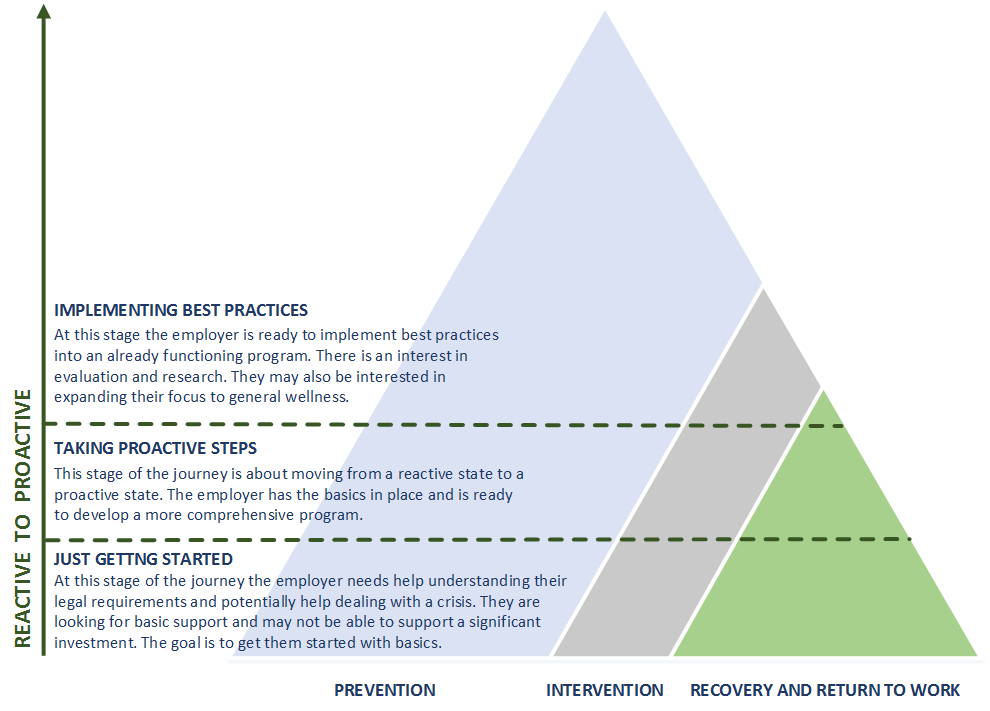 IMPLEMENTING BEST PRACTICES
At this stage the employer is ready to implement best practices
into an already functioning program. There is an interest in
evaluation and research. They may also be interested in
expanding their focus to general wellness.
TAKING PROACTIVE STEPS
This stage of the journey is about moving from a reactive state to a
proactive state. The employer has the basics in place and is ready
to develop a more comprehensive program.
JUST GETTNG STARTED
At this stage of the journey the employer needs help understanding their
legal requirements and potentially help dealing with a crisis. They are
looking for basic support and may not be able to support a significant
investment. The goal is to get them started with basics.
REACTIVE TO PROACTIVE
PREVENTION
INTERVENTION
RECOVERY AND RETURN TO WORK